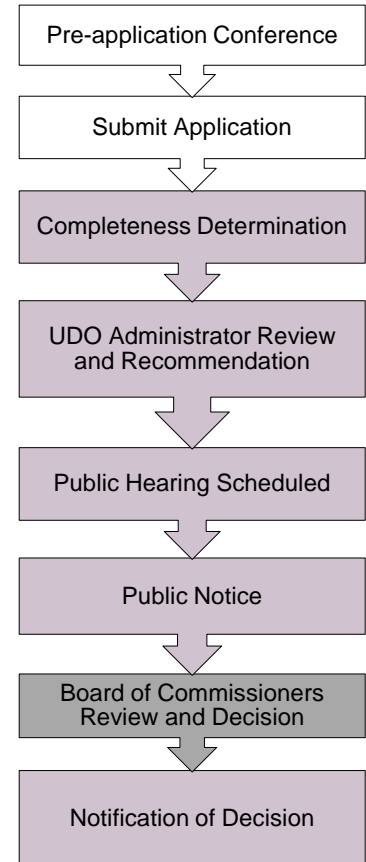 Pre-application Conference
Submit Application
Completeness Determination
UDO Administrator Review
and Recommendation
Public Hearing Scheduled
Public Notice
Board of Commissioners
Review and Decision
Notification of Decision